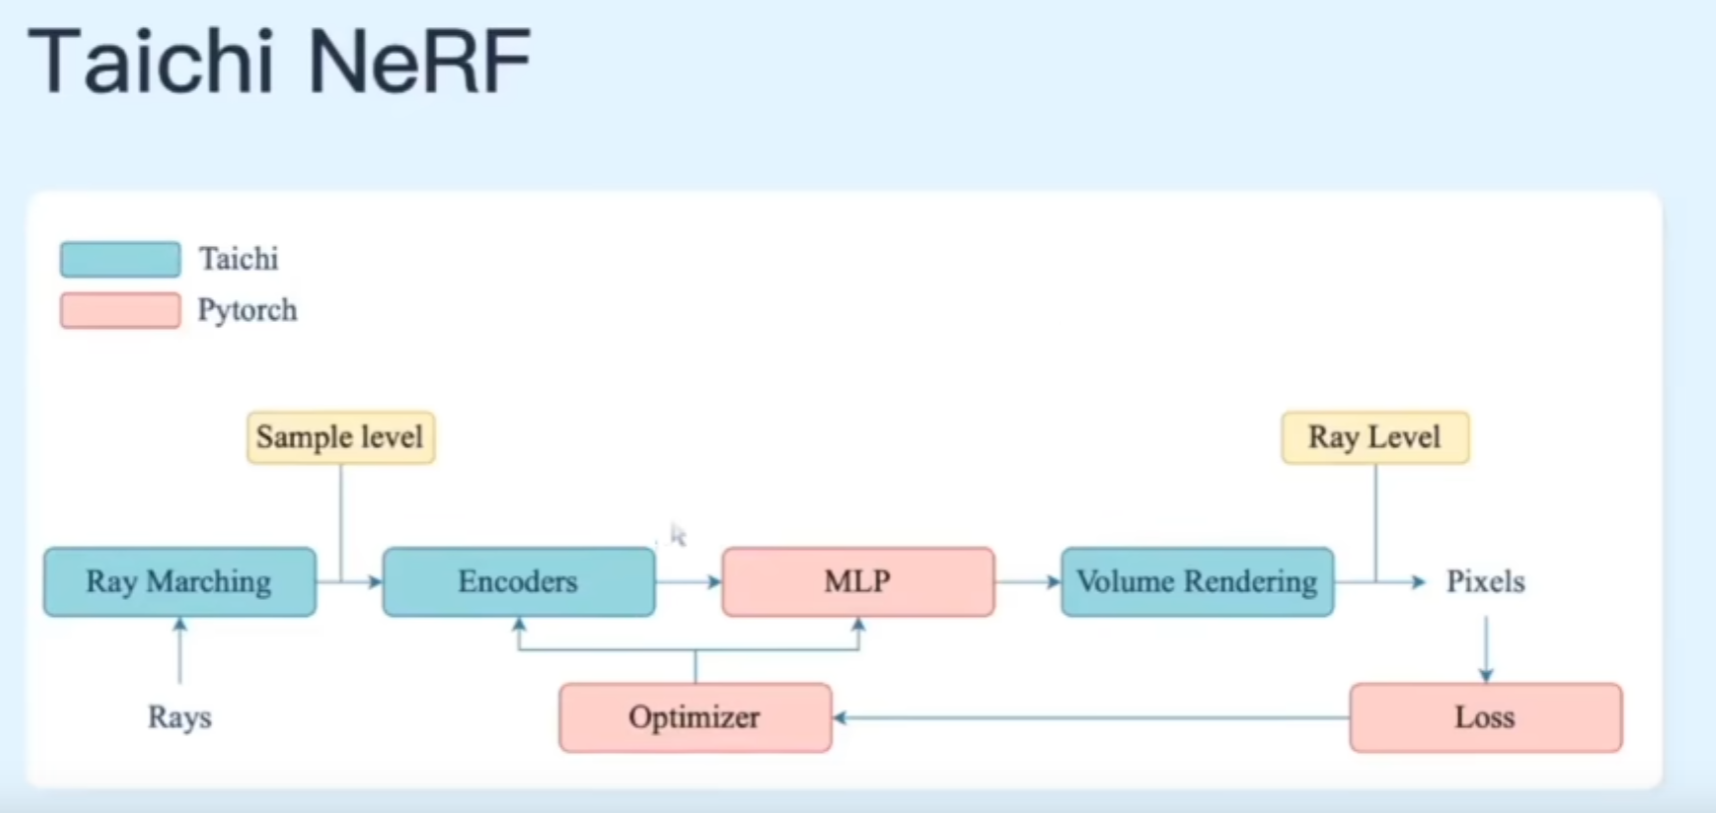 Taichi NeRF
Taichi
Pytorch
Sample level
Ray Level
Ray Marching
Encoders
MLP
Volume Rendering
Pixels
Rays
Optimizer
Loss